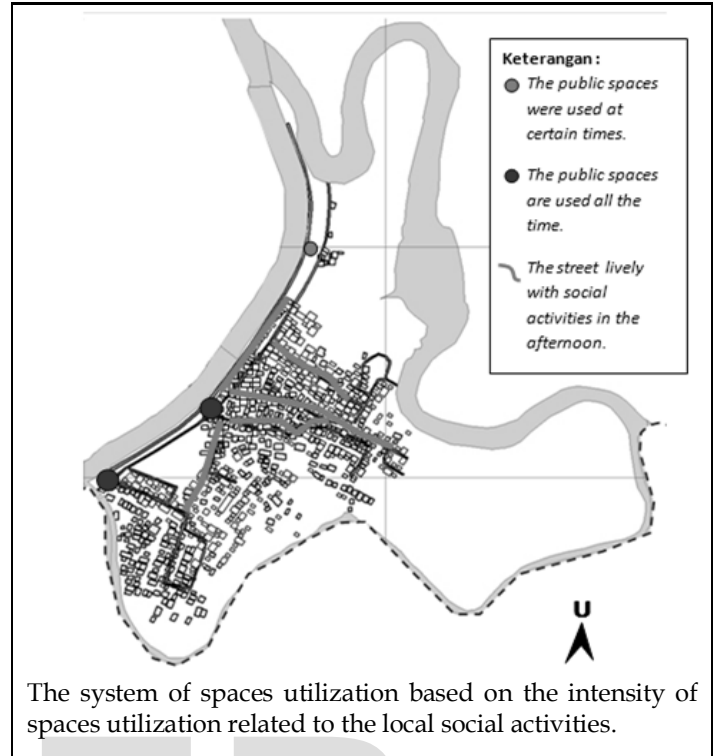 Keterangan :
The public spaces
were used at
certain times.
The public spaces
are used all the
time.
The street lively
with social
activities in the
afternoon.
U
The system of spaces utilization based on the intensity of
spaces utilization related to the local social activities.